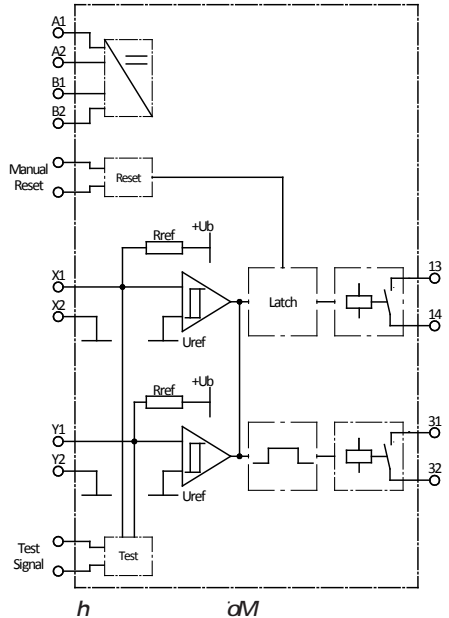 A1
A2
B1
B2
Manual
Reset
Reset
Rref
+Ub
X1
X2
Uref
Latch
13
14
Rref
+Ub
Y1
Y2
Uref
31
32
Test
Signal
Test
h